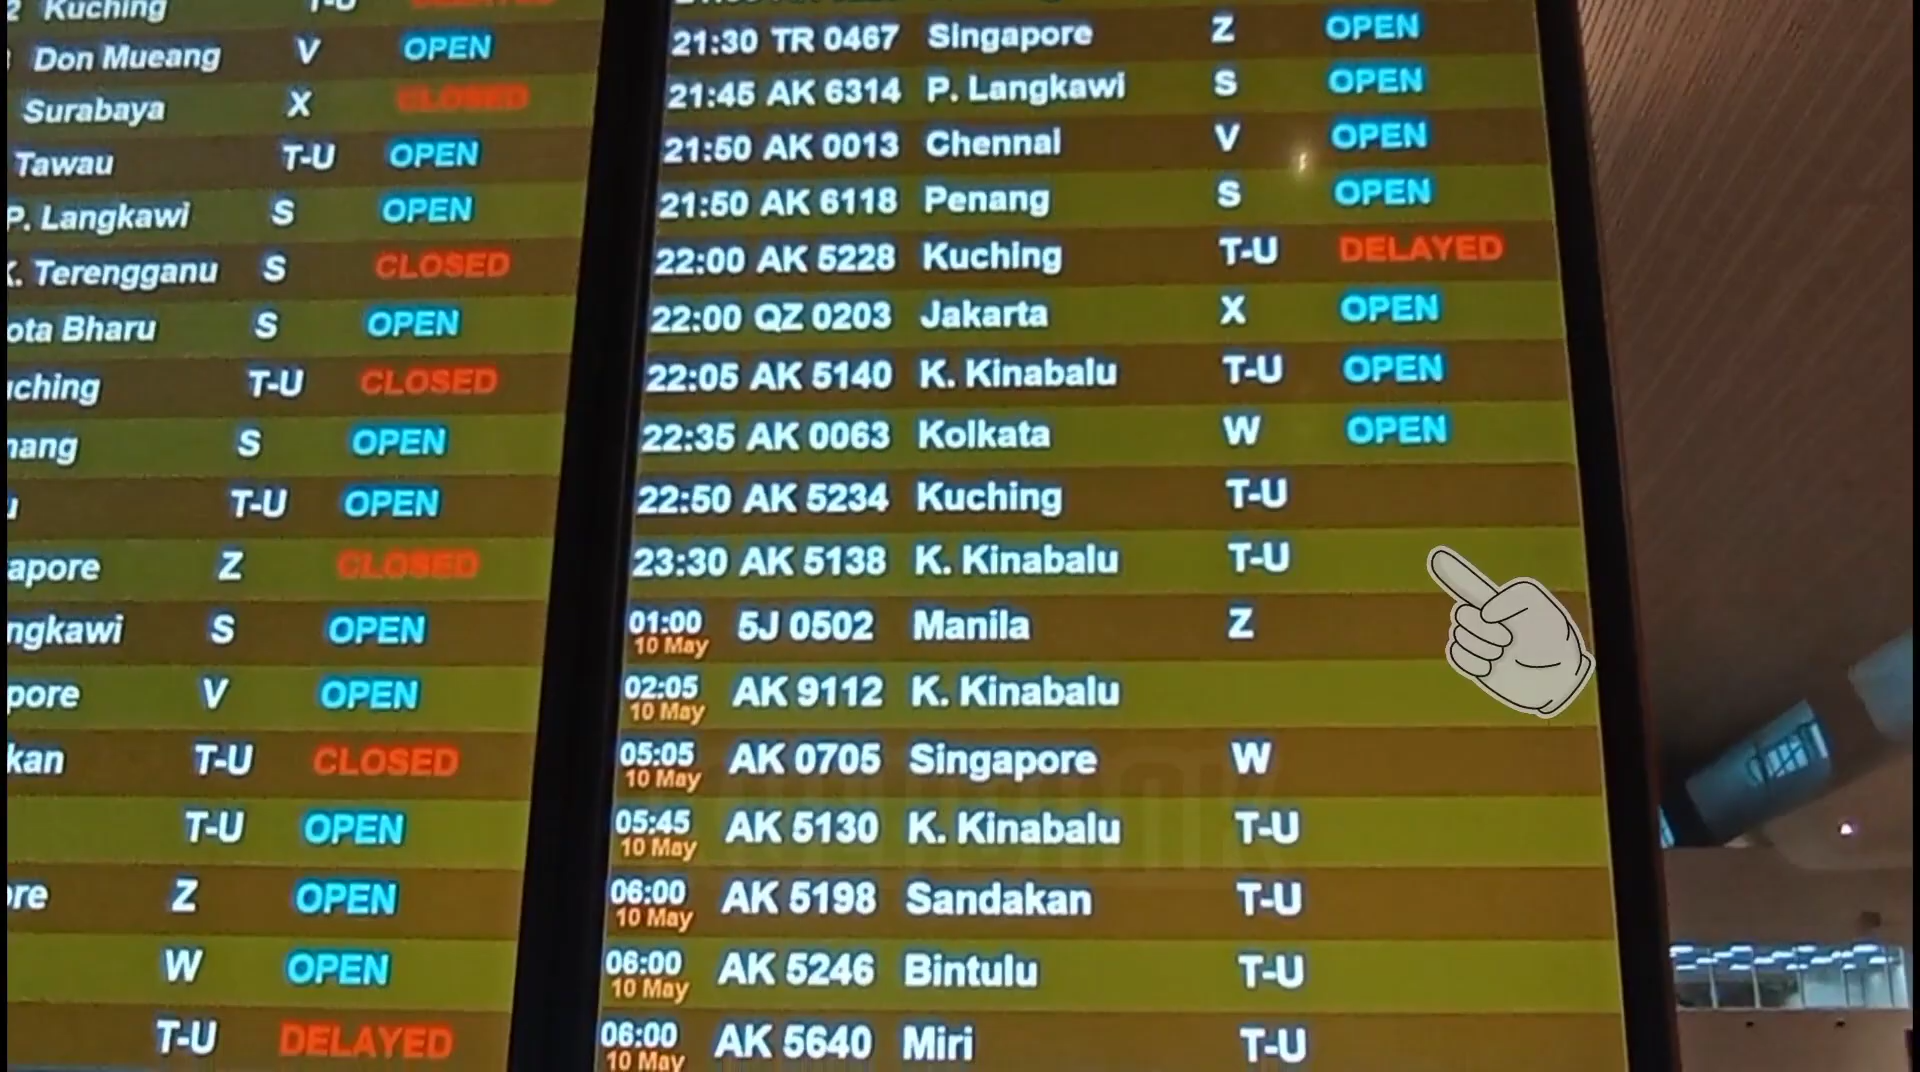 2 Kuching T-U DELAYED
Don Mueang V OPEN
Surabaya X CLOSED
Tawau T-U OPEN
P. Langkawi S OPEN
K. Terengganu S CLOSED
ota Bharu S OPEN
ching T-U CLOSED
nang S OPEN
u T-U OPEN
apore Z CLOSED
ngkawi S OPEN
pore V OPEN
kan T-U CLOSED
T-U OPEN
ore Z OPEN
W OPEN
T-U DELAYED
21:30 TR 0467 Singapore Z OPEN
21:45 AK 6314 P. Langkawi S OPEN
21:50 AK 0013 Chennai V OPEN
21:50 AK 6118 Penang S OPEN
22:00 AK 5228 Kuching T-U DELAYED
22:00 QZ 0203 Jakarta X OPEN
22:05 AK 5140 K. Kinabalu T-U OPEN
22:35 AK 0063 Kolkata W OPEN
22:50 AK 5234 Kuching T-U
23:30 AK 5138 K. Kinabalu T-U
01:00 5J 0502 Manila Z
10 May
02:05 AK 9112 K. Kinabalu
10 May
05:05 AK 0705 Singapore W
10 May
05:45 AK 5130 K. Kinabalu T-U
10 May
06:00 AK 5198 Sandakan T-U
10 May
06:00 AK 5246 Bintulu T-U
10 May
06:00 AK 5640 Miri T-U
10 May